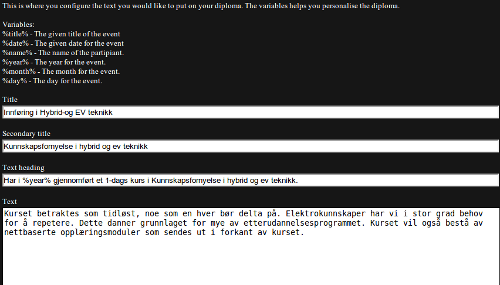 This is where you configure the text you would like to put on your diploma. The variables helps you personalise the diploma.
Variables:
%title% - The given title of the event
%date% - The given date for the event
%name% - The name of the partipiant.
%year% - The year for the event.
%month% - The month for the event.
%day% - The day for the event.
Title
Innføring i Hybrid-og EV teknikk
Secondary title
Kunnskapsfornyelse i hybrid og ev teknikk
Text heading
Har i %year% gjennomført et 1-dags kurs i Kunnskapsfornyelse i hybrid og ev teknikk.
Text
Kurset betraktes som tidløst, noe som en hver bør delta på. Elektrokunnskaper har vi i stor grad behov
for å repetere. Dette danner grunnlaget for mye av etterudannelsesprogrammet. Kurset vil også bestå av
nettbaserte opplæringsmoduler som sendes ut i forkant av kurset.